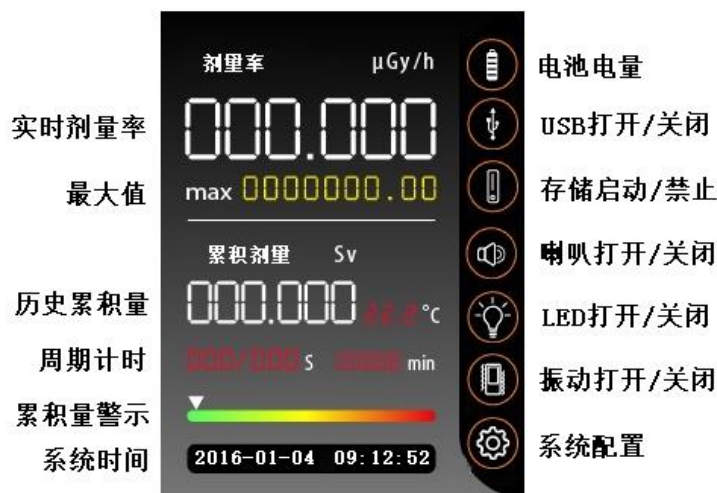 剂量率 μGy/h
电池电量
000.000
实时剂量率
USB打开/关闭
max 0000000.00
最大值
存储启动/禁止
累积剂量 Sv
喇叭打开/关闭
000.000 °C
历史累积量
LED打开/关闭
000/000 S 00000 min
周期计时
振动打开/关闭
累积量警示
2016-01-04 09:12:52
系统时间
系统配置